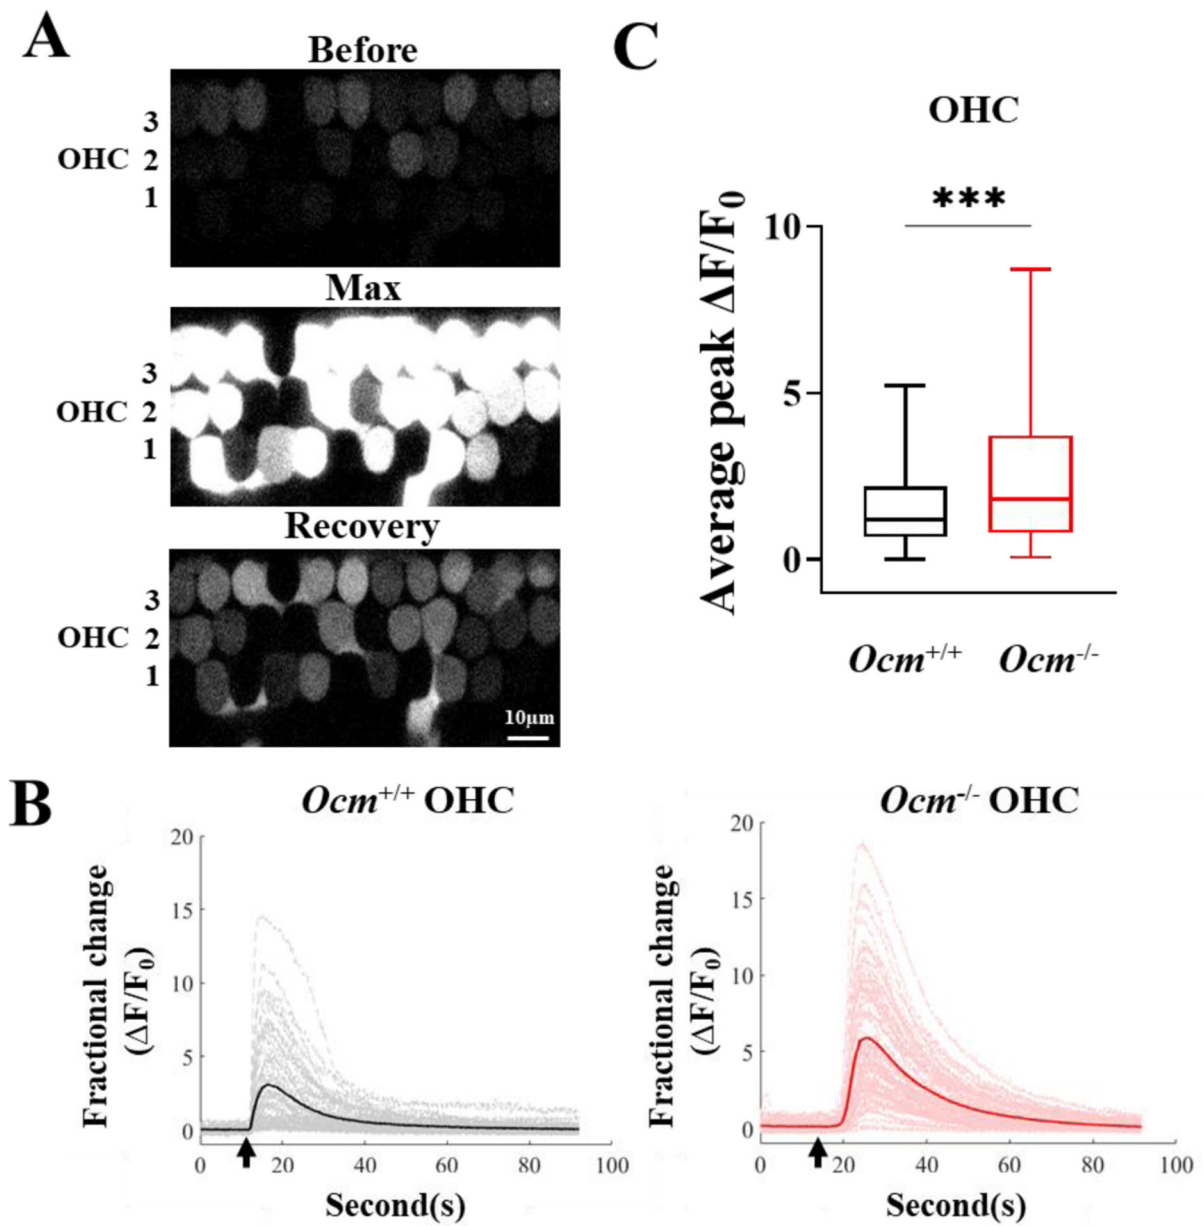 A
Before
3
OHC 2
1
Max
3
OHC 2
1
Recovery
3
OHC 2
1
10μm
C
OHC
***
Average peak ΔF/F0
10
5
0
Ocm+/+
Ocm-/-
B
Ocm+/+ OHC
Fractional change
(ΔF/F0)
20
15
10
5
0
0 20 40 60 80 100
Second(s)
Ocm-/- OHC
Fractional change
(ΔF/F0)
20
15
10
5
0
0 20 40 60 80 100
Second(s)